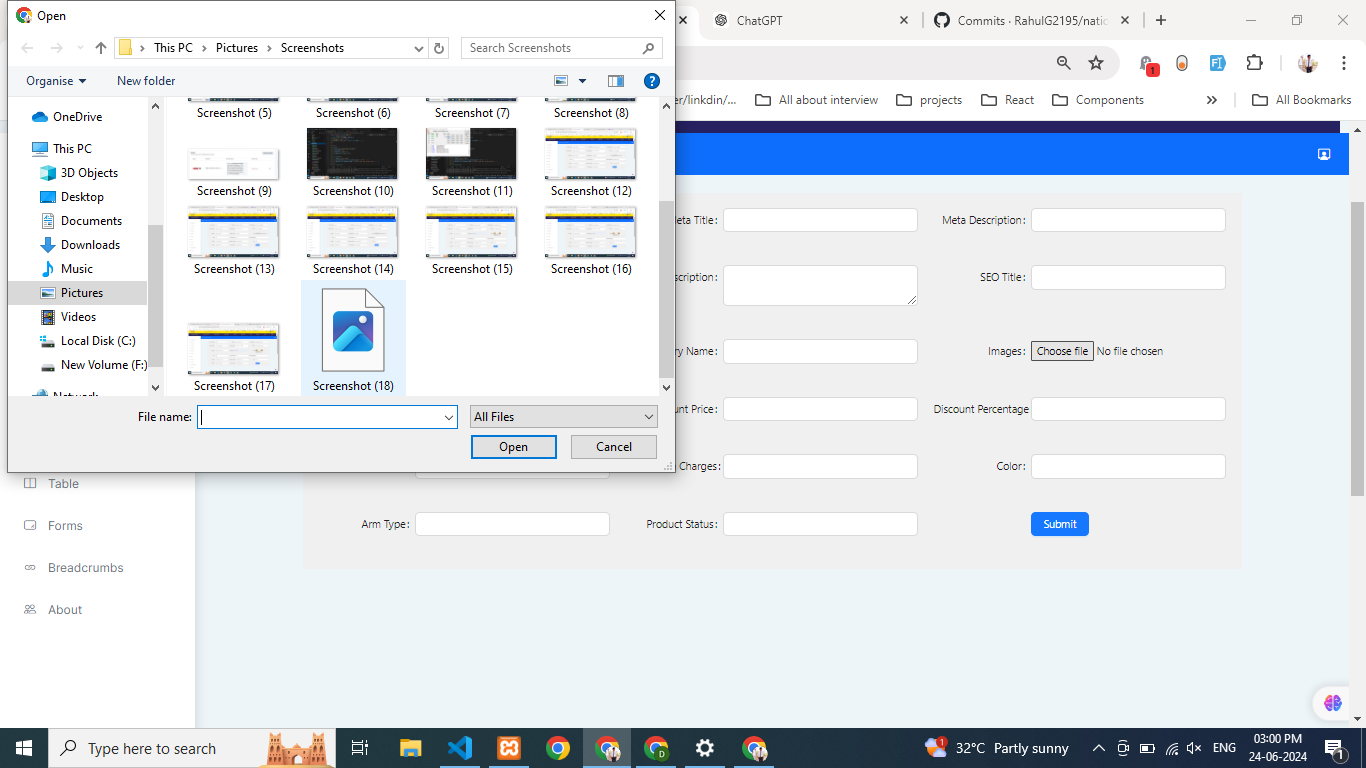 Open
ChatGPT
Commits · RahulG2195/natio
This PC
Pictures
Screenshots
Search Screenshots
1
Organise
New folder
er/linkdin/...
All about interview
projects
React
Components
All Bookmarks
OneDrive
This PC
3D Objects
Desktop
Documents
Downloads
Music
Pictures
Videos
Local Disk (C:)
New Volume (F:)
Network
Screenshot (5)
Screenshot (6)
Screenshot (7)
Screenshot (8)
Screenshot (9)
Screenshot (10)
Screenshot (11)
Screenshot (12)
Screenshot (13)
Screenshot (14)
Screenshot (15)
Screenshot (16)
Screenshot (17)
Screenshot (18)
File name:
All Files
Open
Cancel
Meta Title:
Meta Description:
scription:
SEO Title:
ry Name:
Images:
Choose file
No file chosen
unt Price:
Discount Percentage
Charges:
Color:
Arm Type:
Product Status:
Submit
Table
Forms
Breadcrumbs
About
Type here to search
1
32°C Partly sunny
ENG
03:00 PM
24-06-2024
1